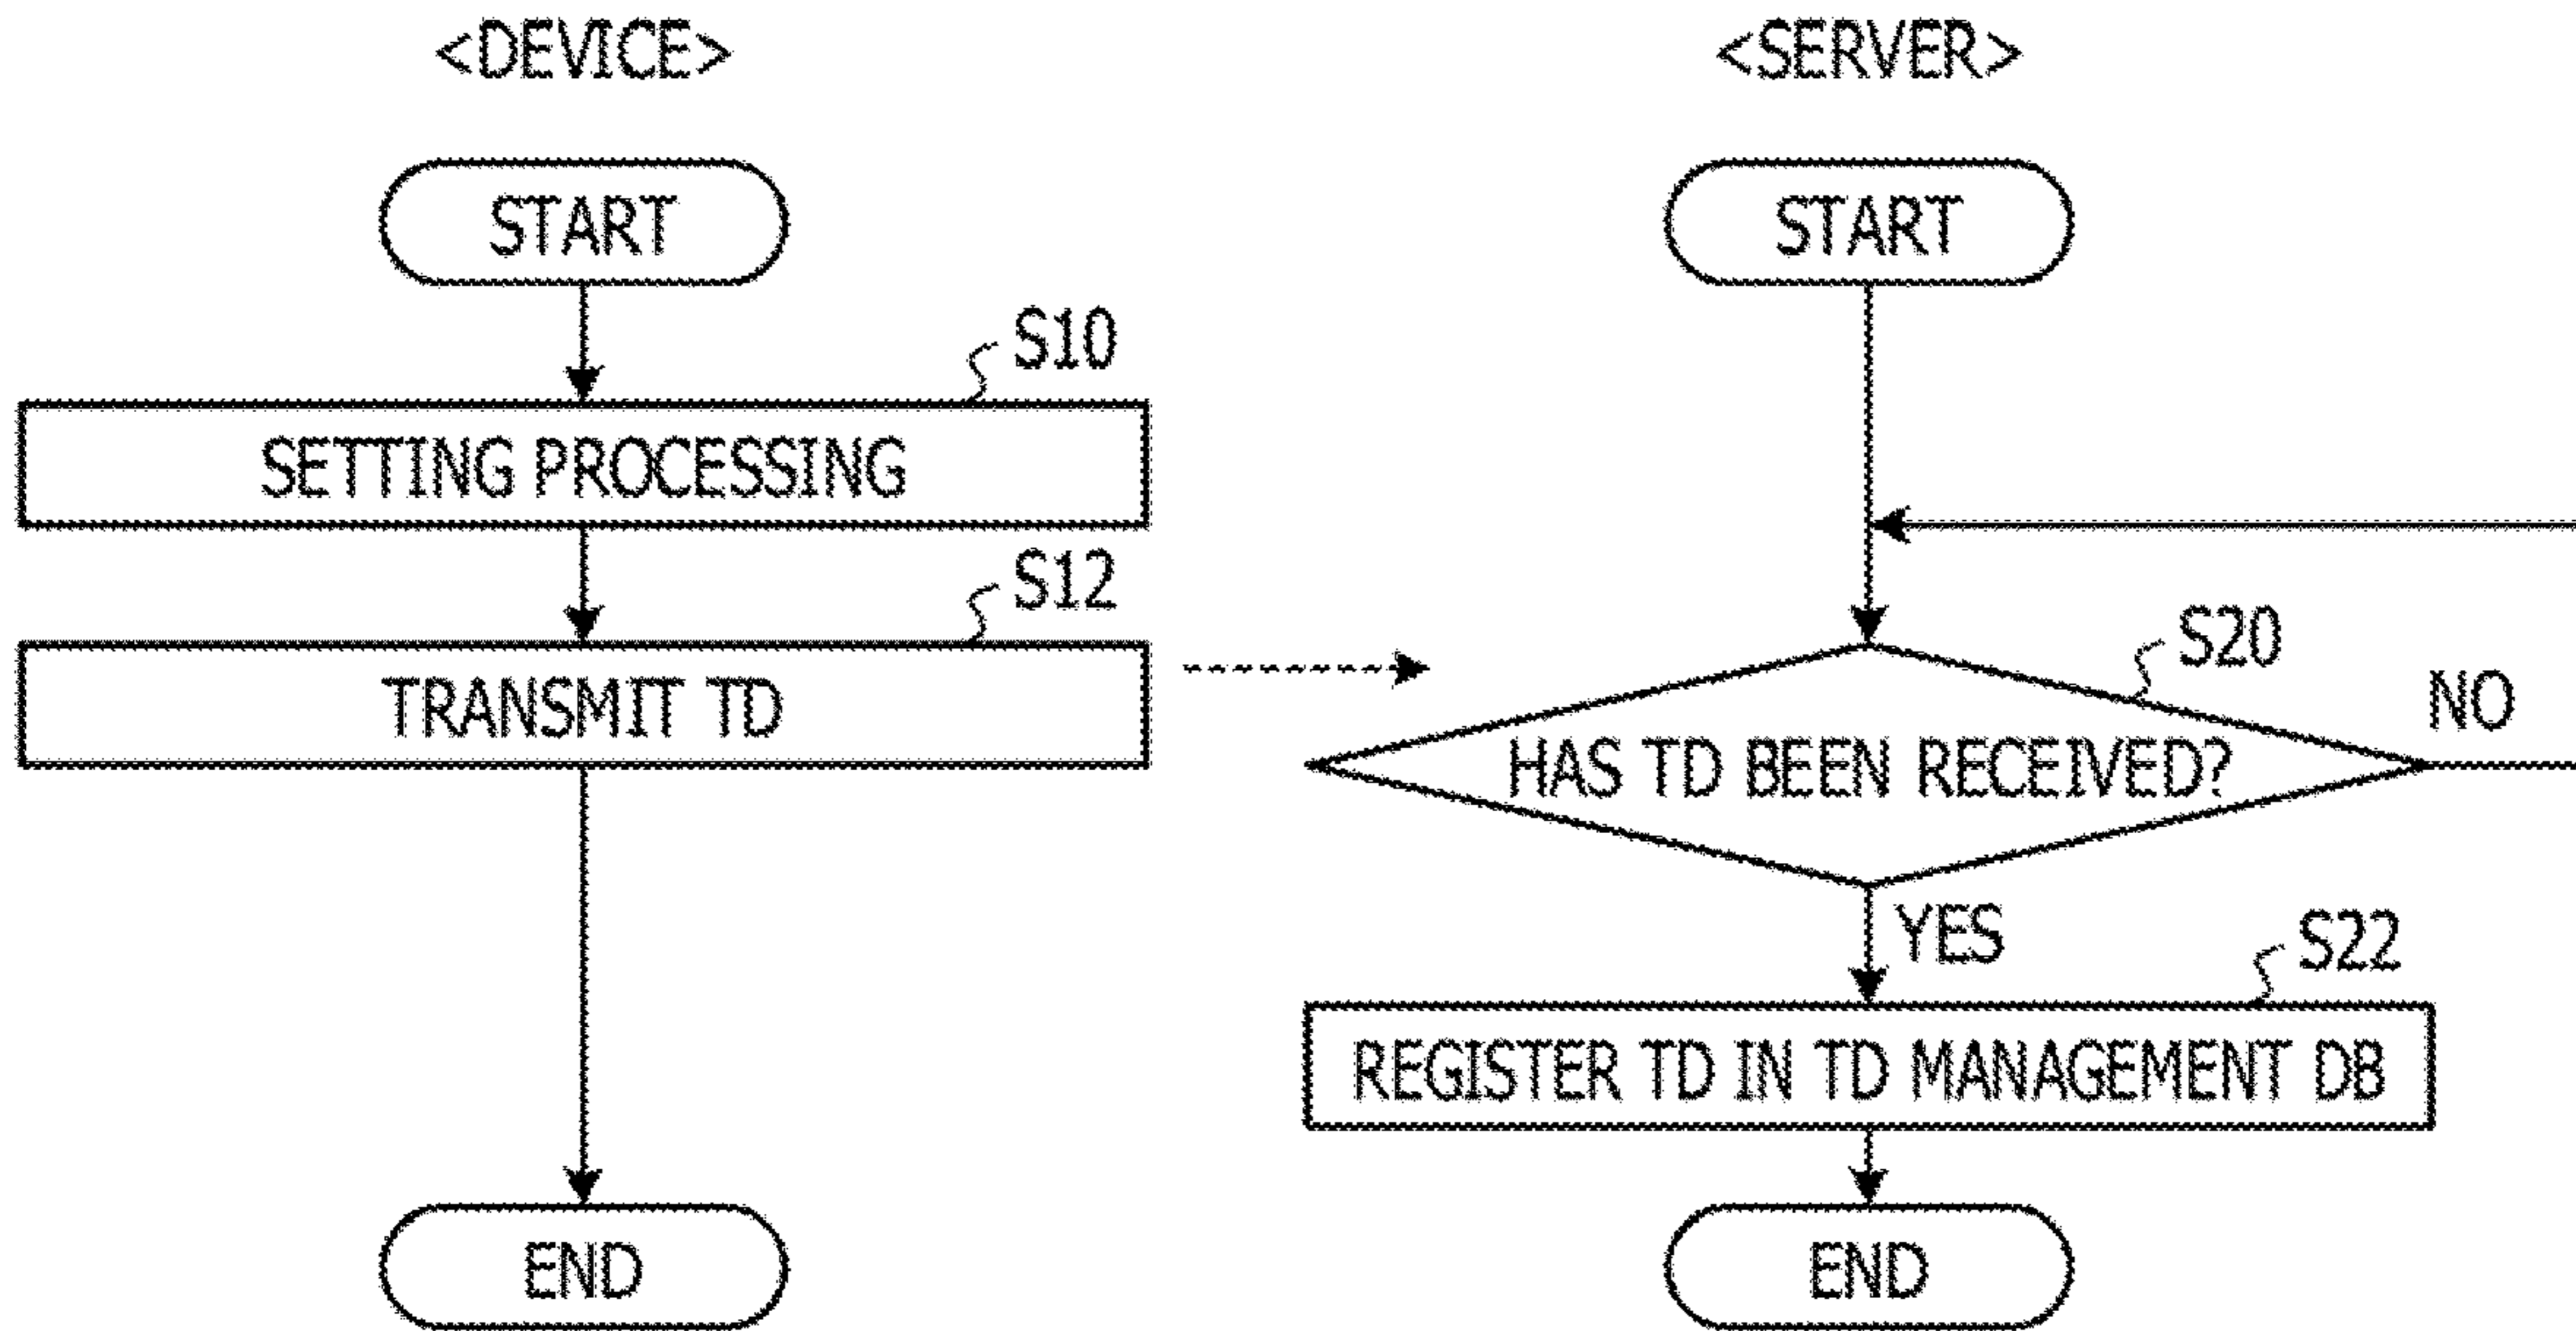 <DEVICE>
START
S10
SETTING PROCESSING
S12
TRANSMIT TD
END
<SERVER>
START
S20
HAS TD BEEN RECEIVED?
NO
YES
S22
REGISTER TD IN TD MANAGEMENT DB
END